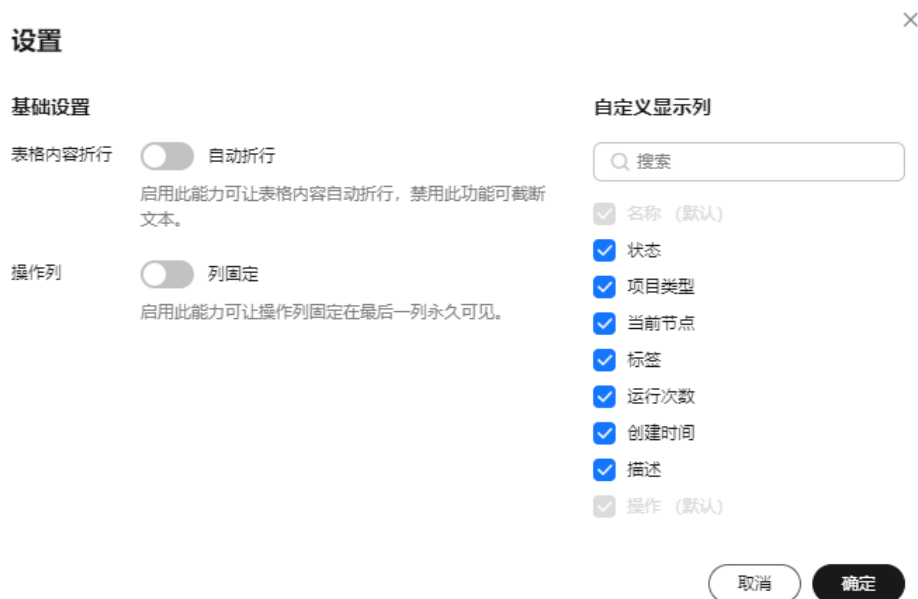 设置
基础设置
表格内容折行
自动折行
启用此能力可让表格内容自动折行，禁用此功能可截断
文本。
操作列
列固定
启用此能力可让操作列固定在最后一列永久可见。
自定义显示列
搜索
名称（默认）
状态
项目类型
当前节点
标签
运行次数
创建时间
描述
操作（默认）
取消
确定